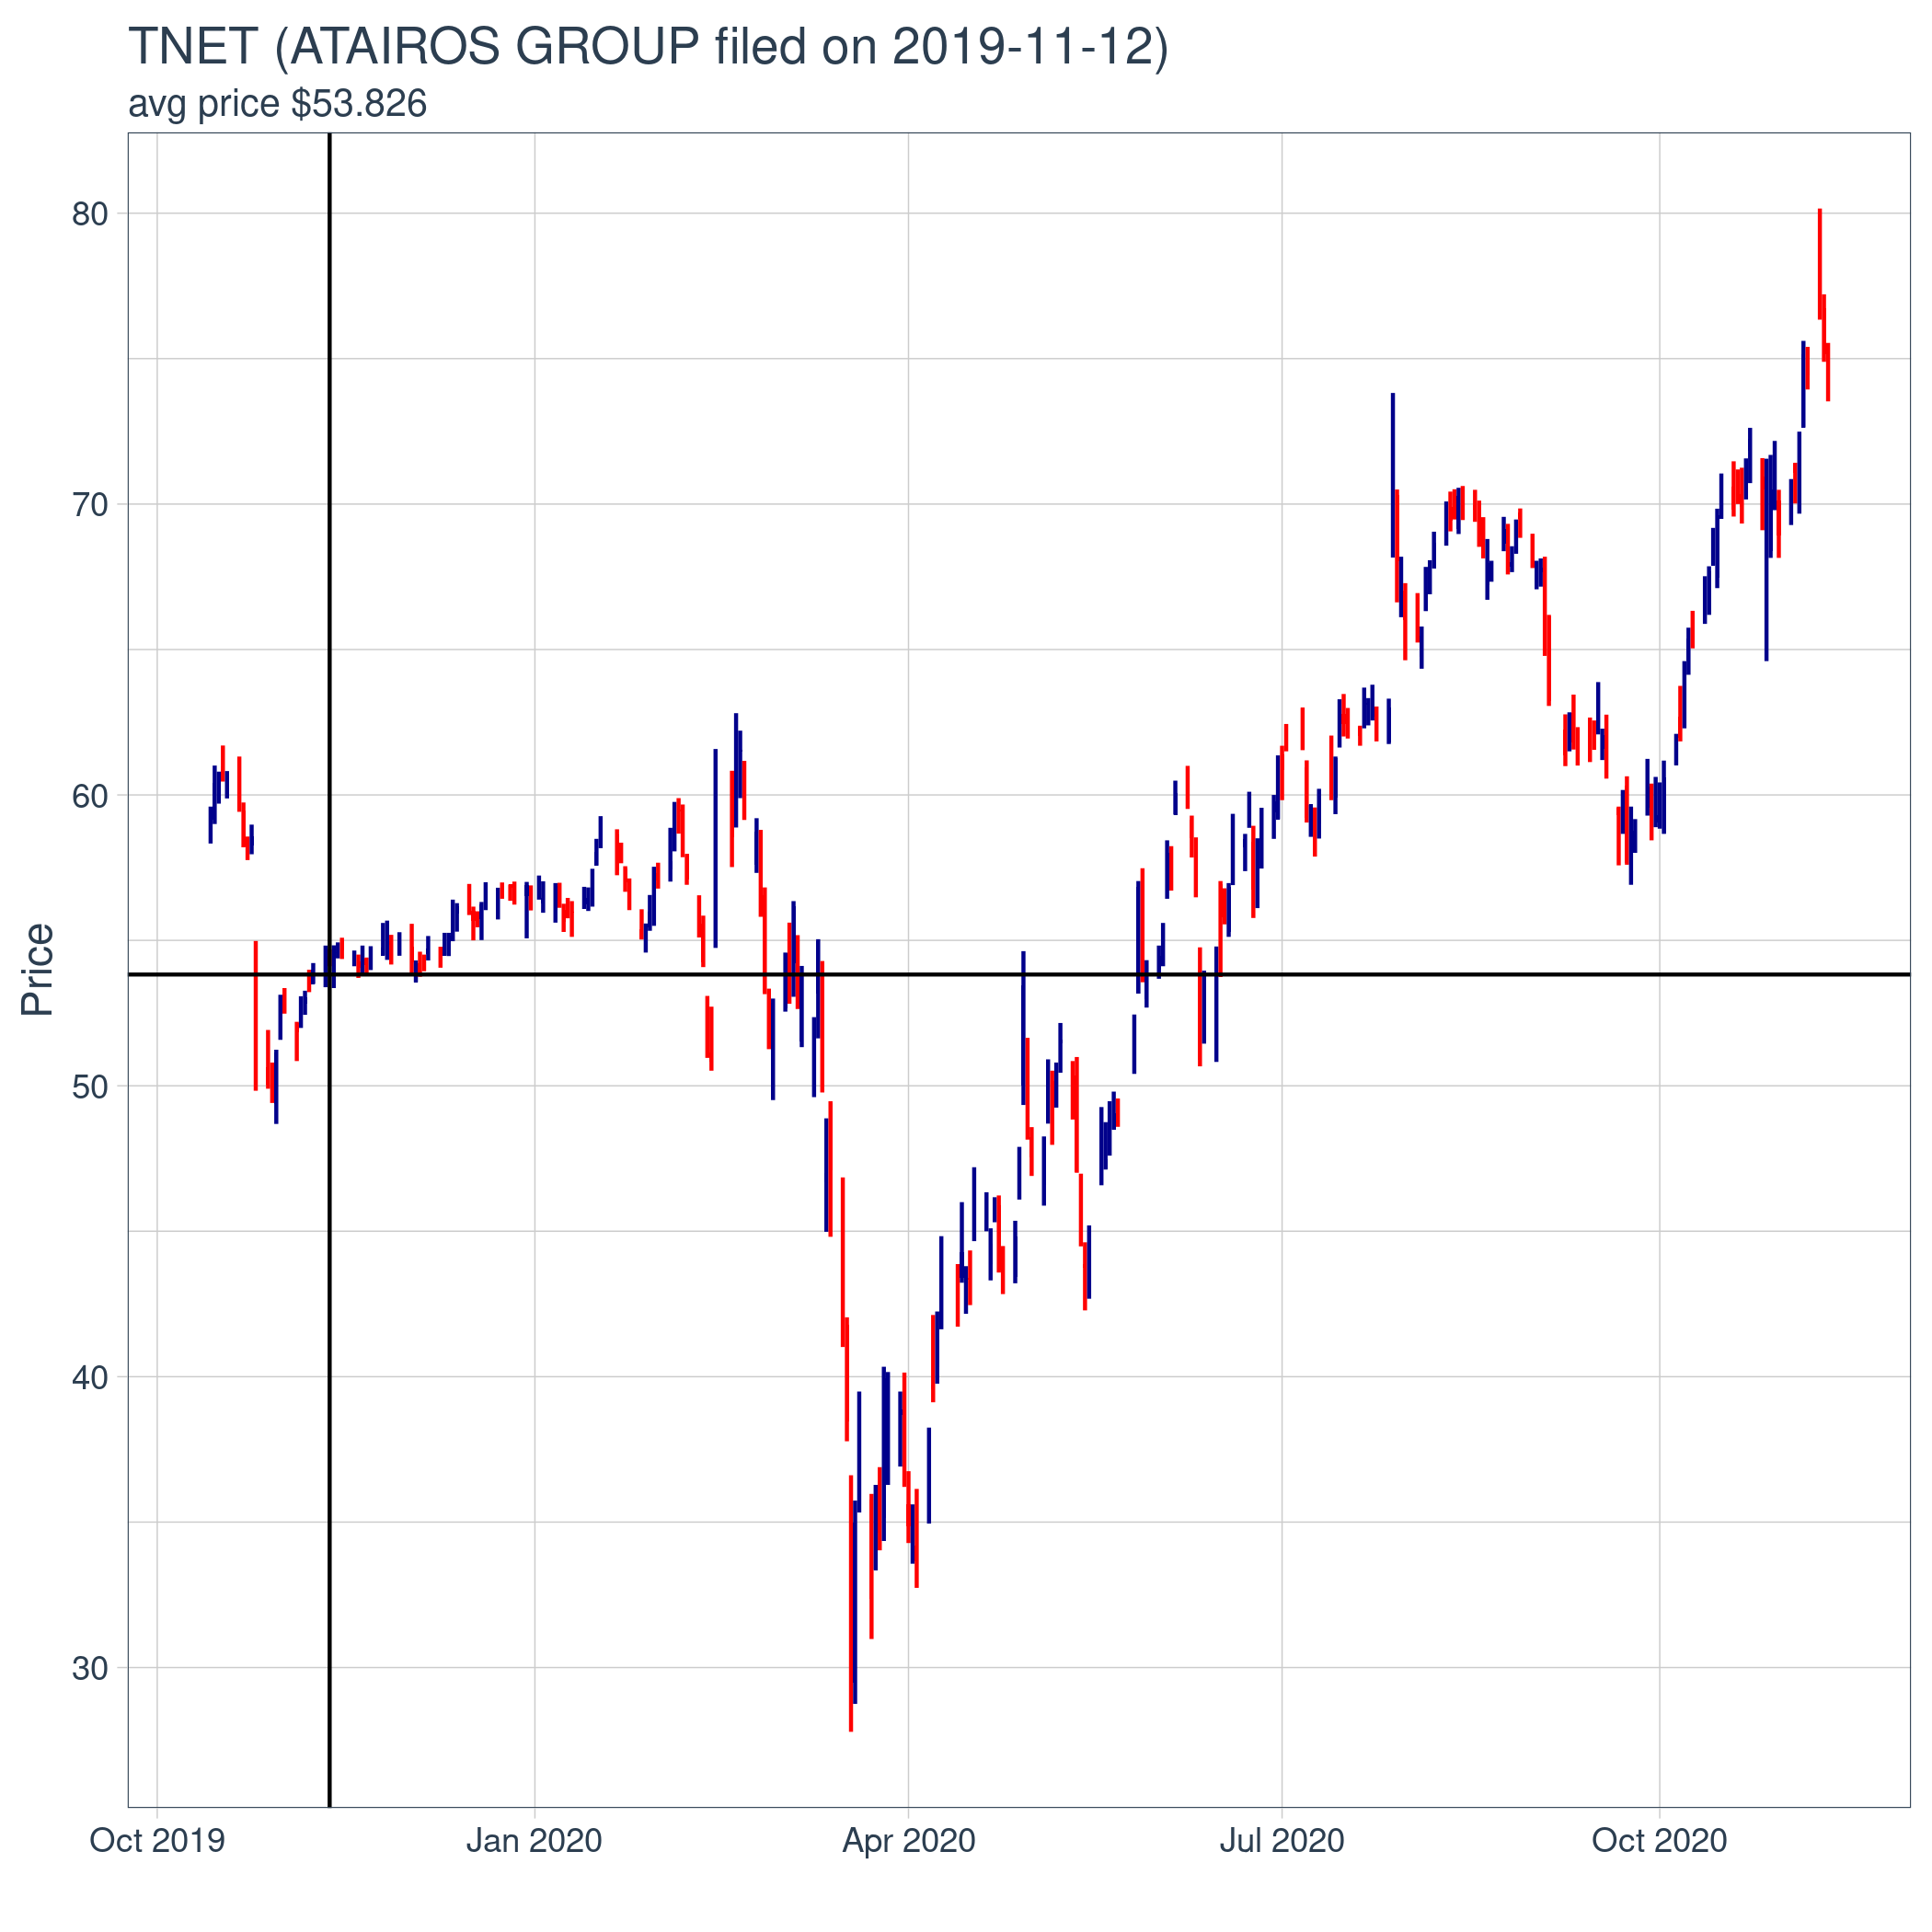 TNET (ATAIROS GROUP filed on 2019-11-12)
avg price $53.826
80
70
60
50
40
30
Price
Oct 2019
Jan 2020
Apr 2020
Jul 2020
Oct 2020